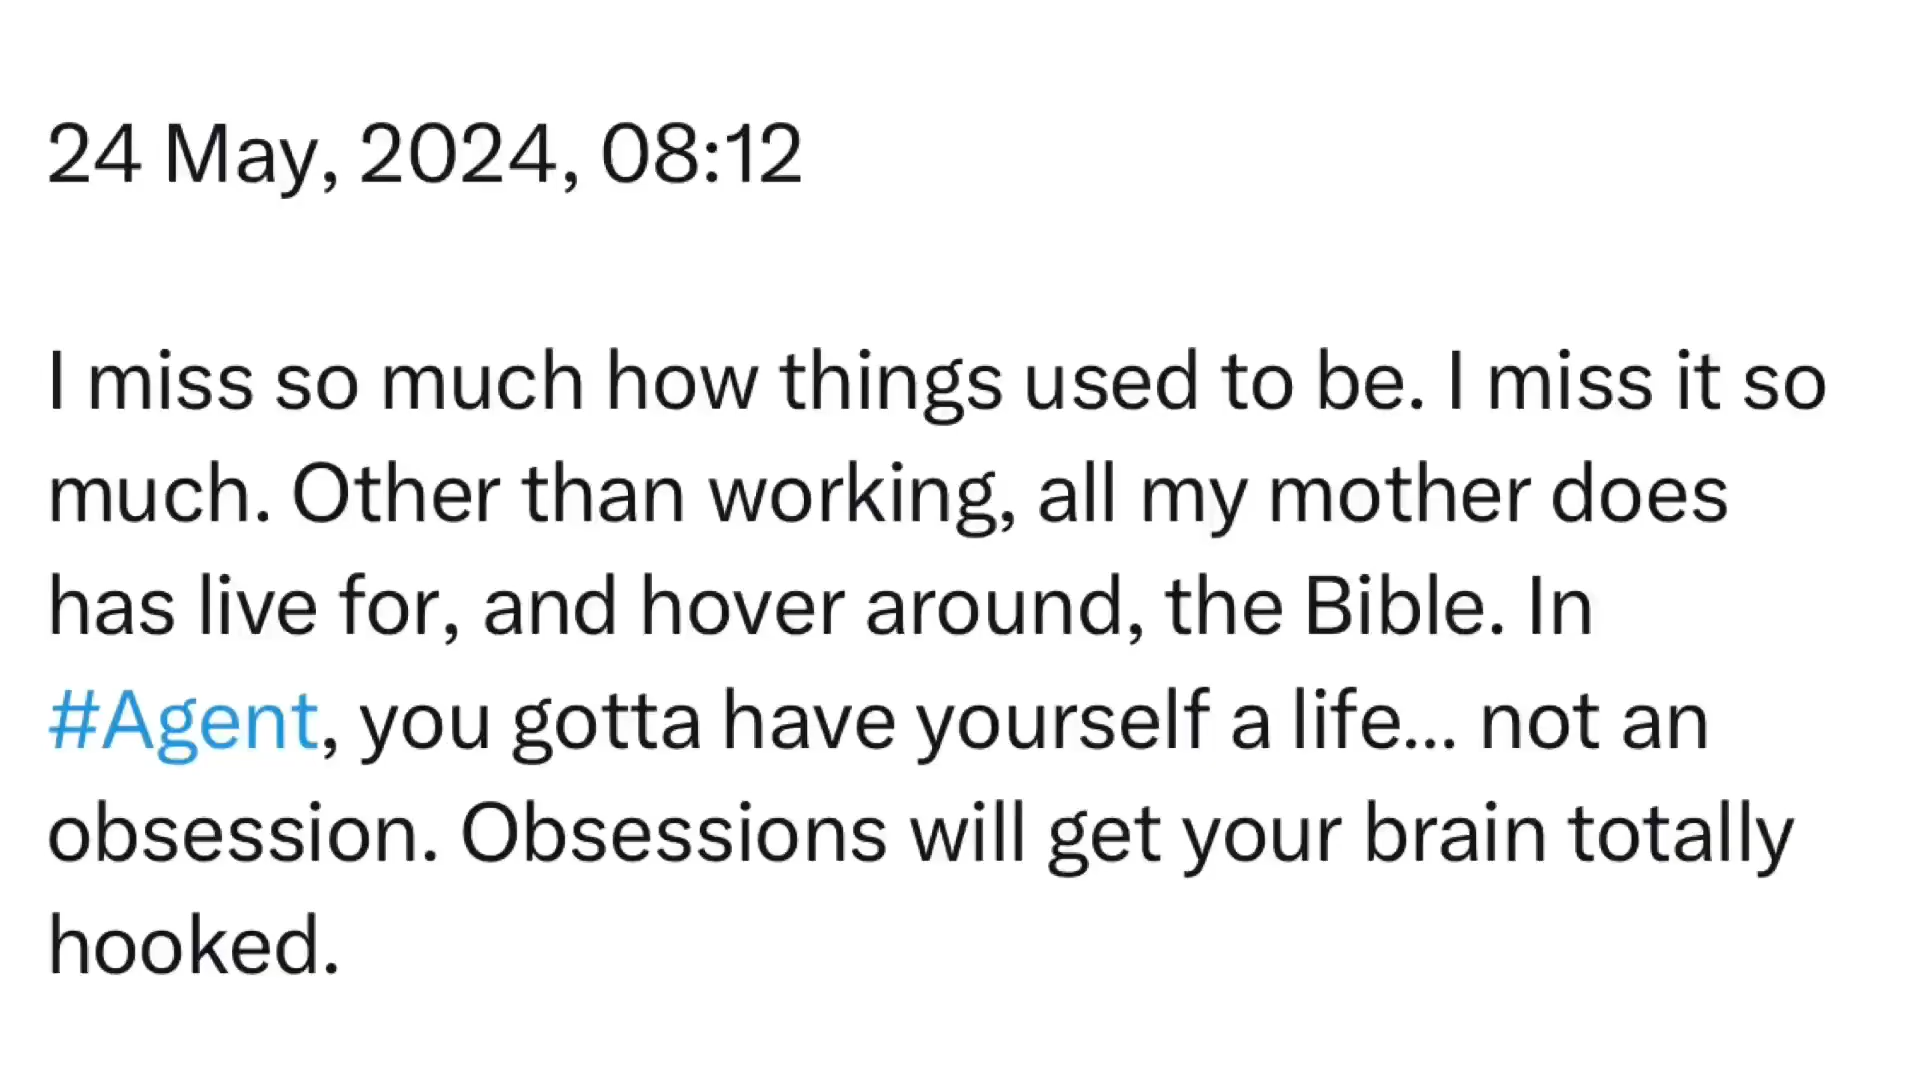 24 May, 2024, 08:12
I miss so much how things used to be. I miss it so
much. Other than working, all my mother does
has live for, and hover around, the Bible. In
#Agent, you gotta have yourself a life... not an
obsession. Obsessions will get your brain totally
hooked.